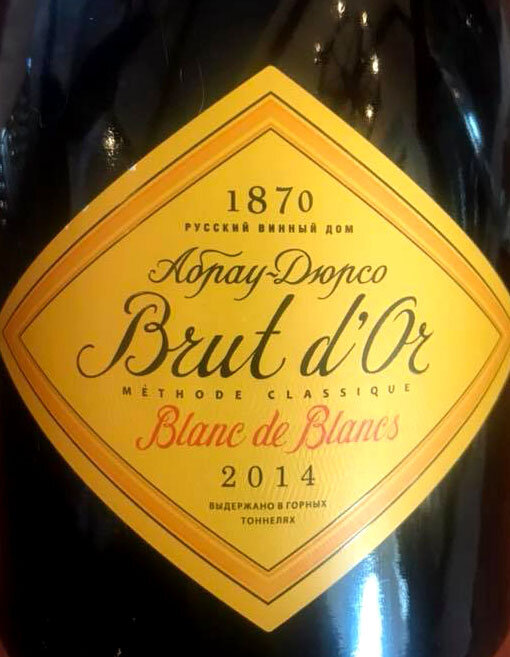 1870
РУССКИЙ ВИННЫЙ ДОМ
Абрау-Дюрсо
Brut d'Or
MÉTHODE CLASSIQUE
Blanc de Blancs
2014
ВЫДЕРЖАНО В ГОРНЫХ
ТОННЕЛЯХ